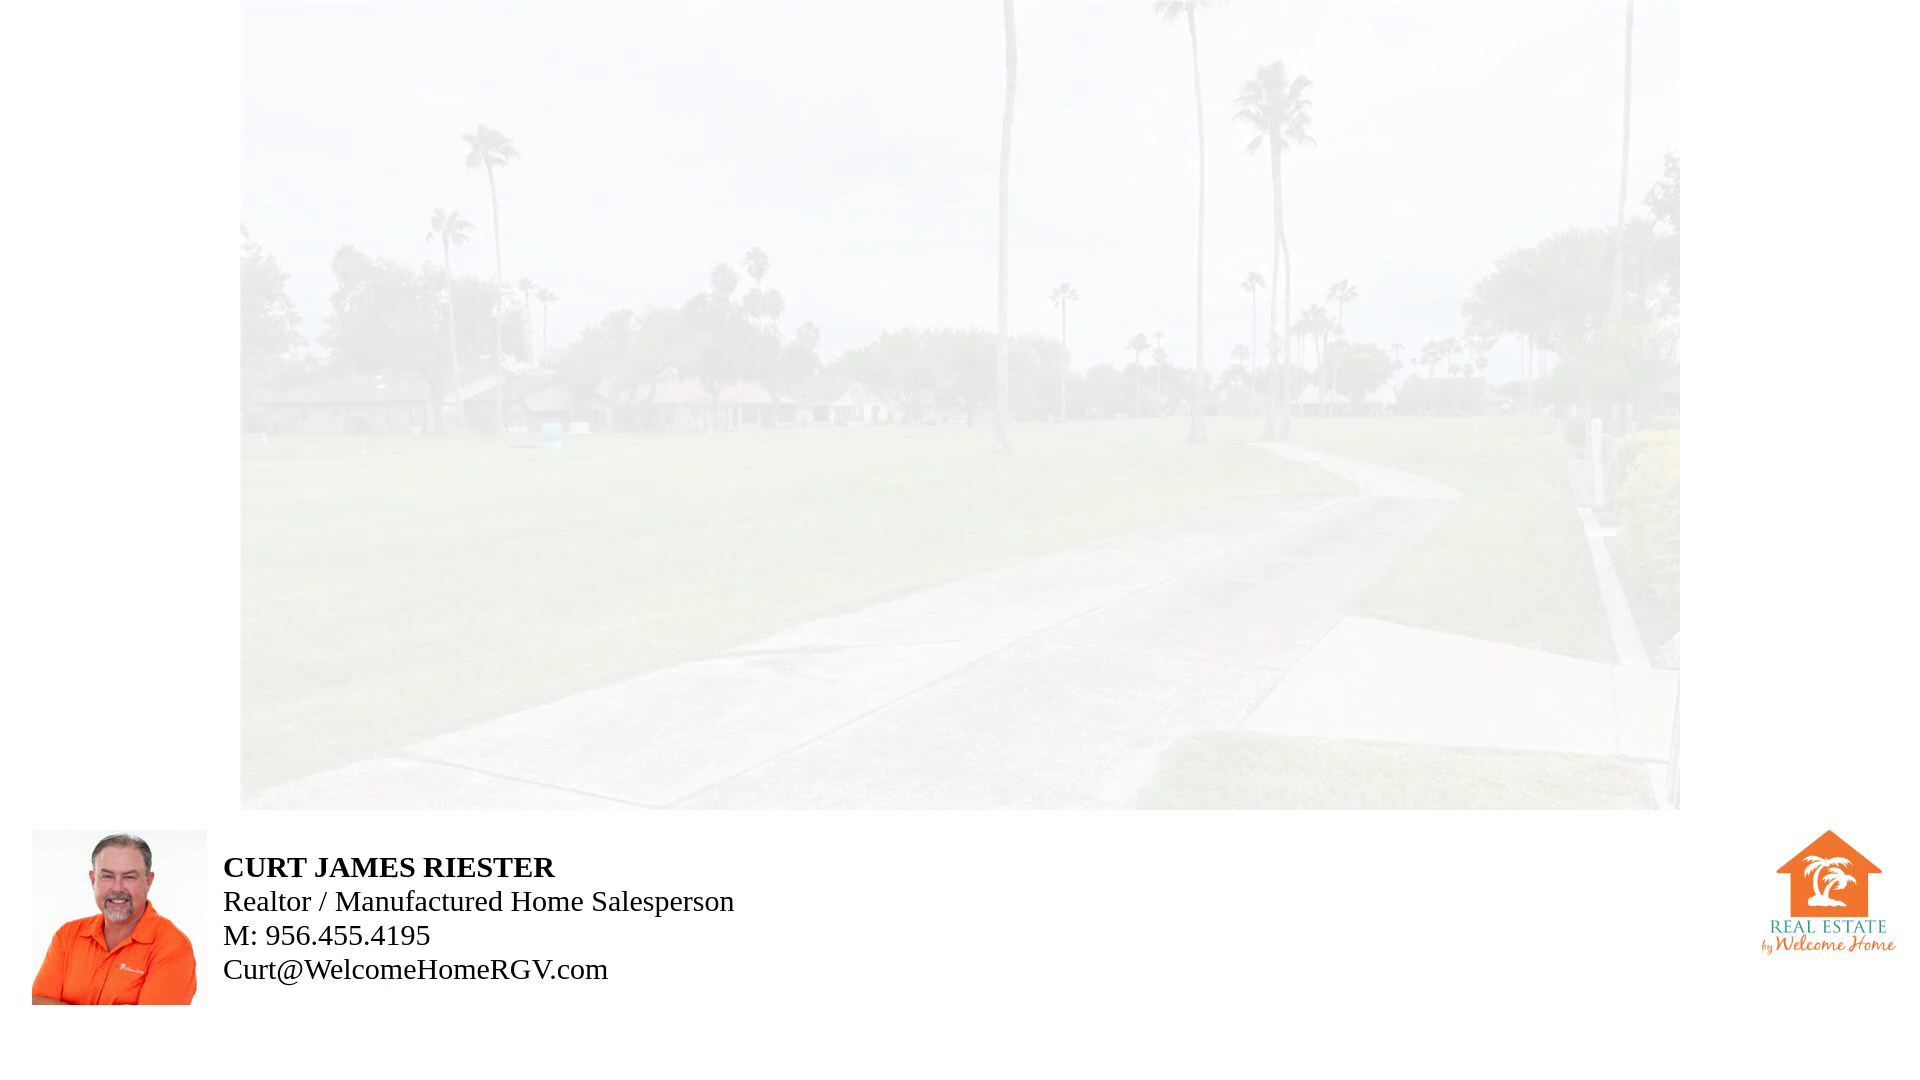 CURT JAMES RIESTER
Realtor / Manufactured Home Salesperson
M: 956.455.4195
Curt@WelcomeHomeRGV.com
REAL ESTATE
by Welcome Home